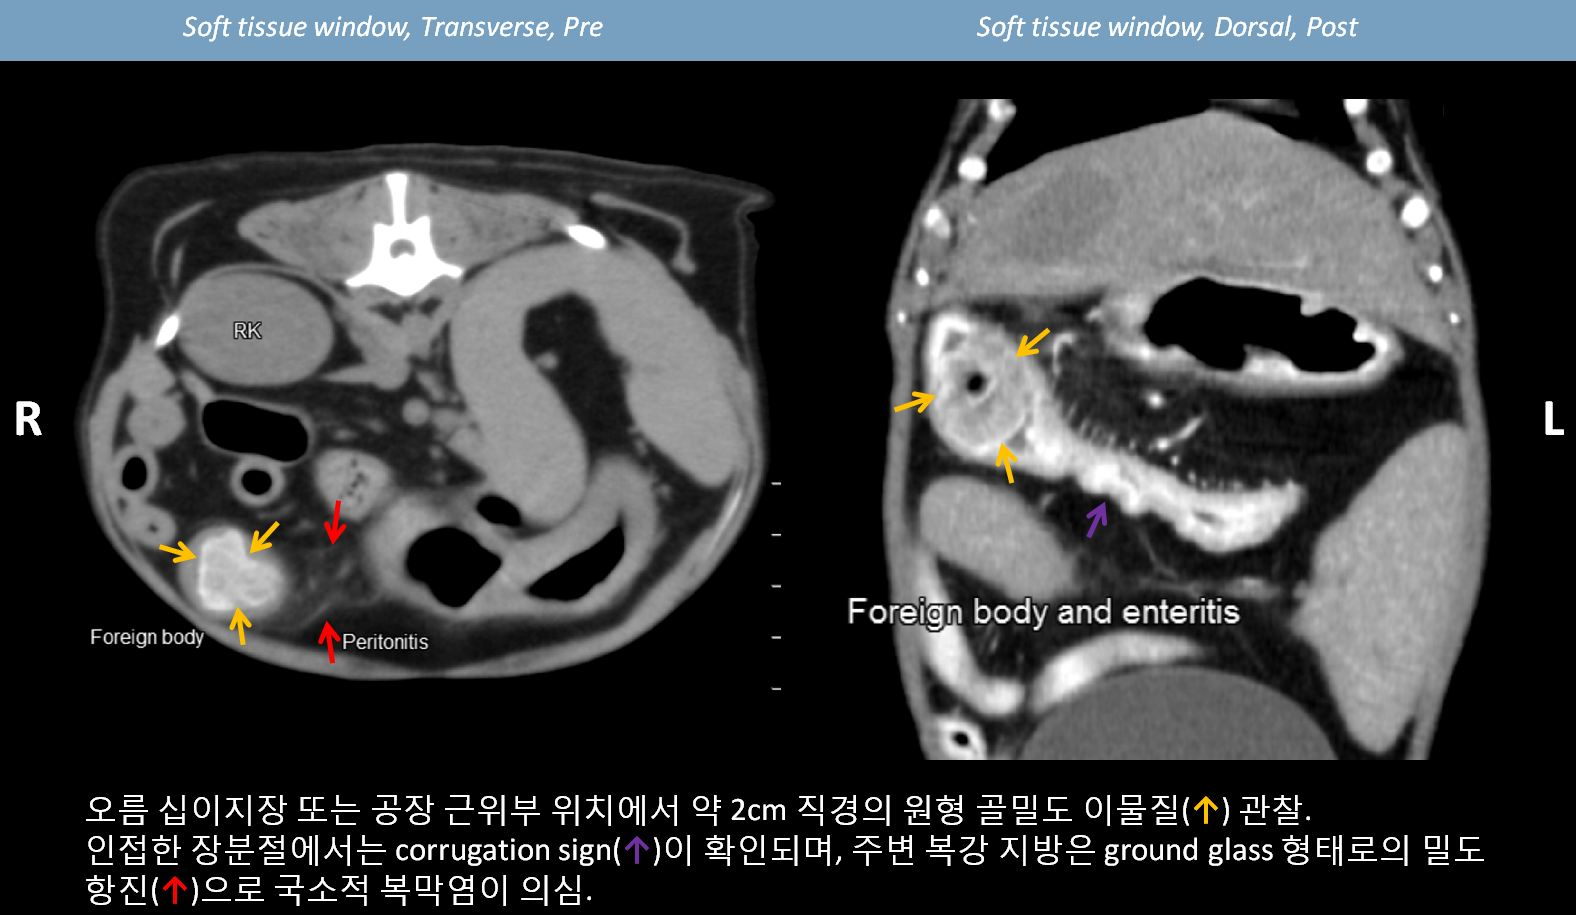 Soft tissue window, Transverse, Pre
Soft tissue window, Dorsal, Post
RK
R
L
Foreign body
Peritonitis
Foreign body and enteritis
오름 십이지장 또는 공장 근위부 위치에서 약 2cm 직경의 원형 골밀도 이물질(↑) 관찰.
인접한 장분절에서는 corrugation sign(↑)이 확인되며, 주변 복강 지방은 ground glass 형태로의 밀도
항진(↑)으로 국소적 복막염이 의심.